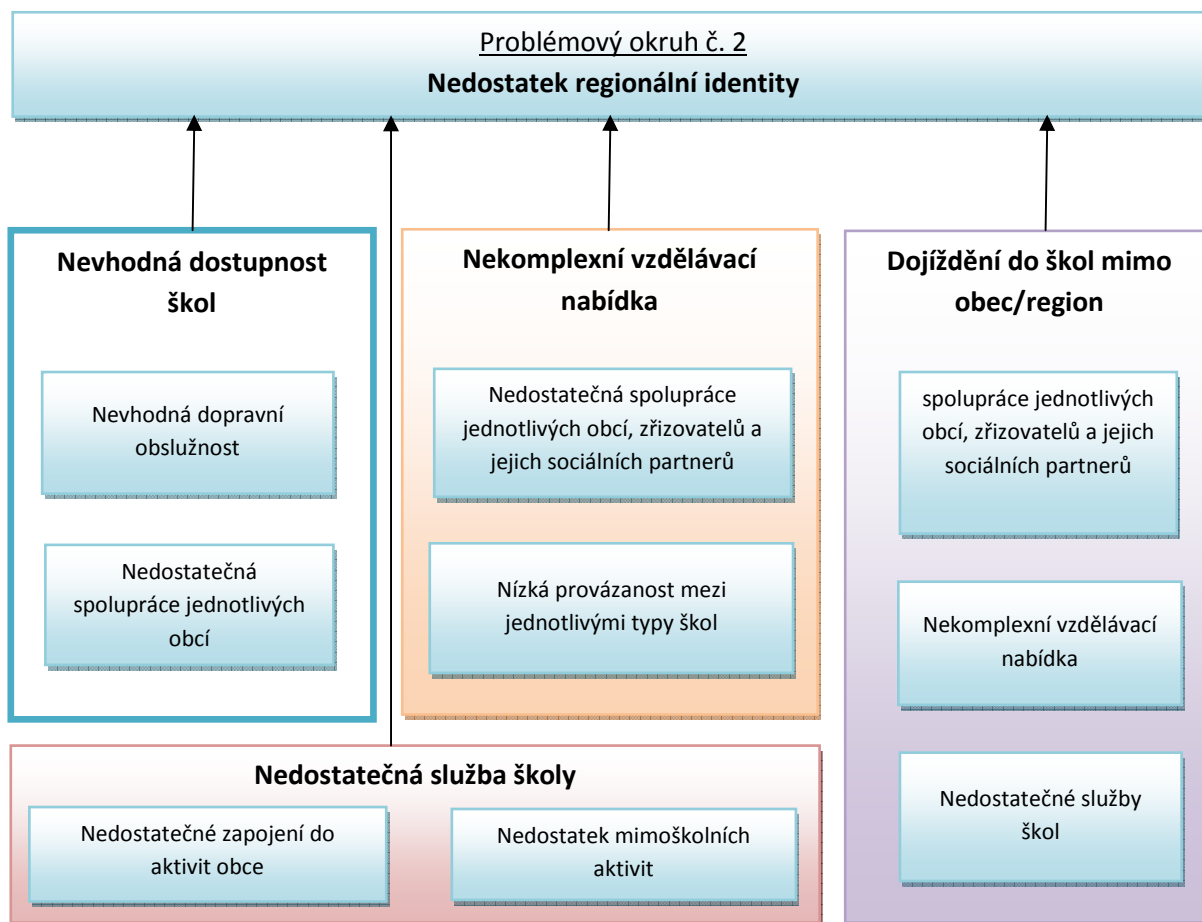 Problémový okruh č. 2
Nedostatek regionální identity
Nevhodná dostupnost
škol
Nevhodná dopravní
obslužnost
Nedostatečná
spolupráce jednotlivých
obcí
Nekomplexní vzdělávací
nabídka
Nedostatečná spolupráce
jednotlivých obcí, zřizovatelů a
jejich sociálních partnerů
Nízká provázanost mezi
jednotlivými typy škol
Dojíždění do škol mimo
obec/region
spolupráce jednotlivých
obcí, zřizovatelů a jejich
sociálních partnerů
Nekomplexní vzdělávací
nabídka
Nedostatečné služby
škol
Nedostatečná služba školy
Nedostatečné zapojení do
aktivit obce
Nedostatek mimoškolních
aktivit